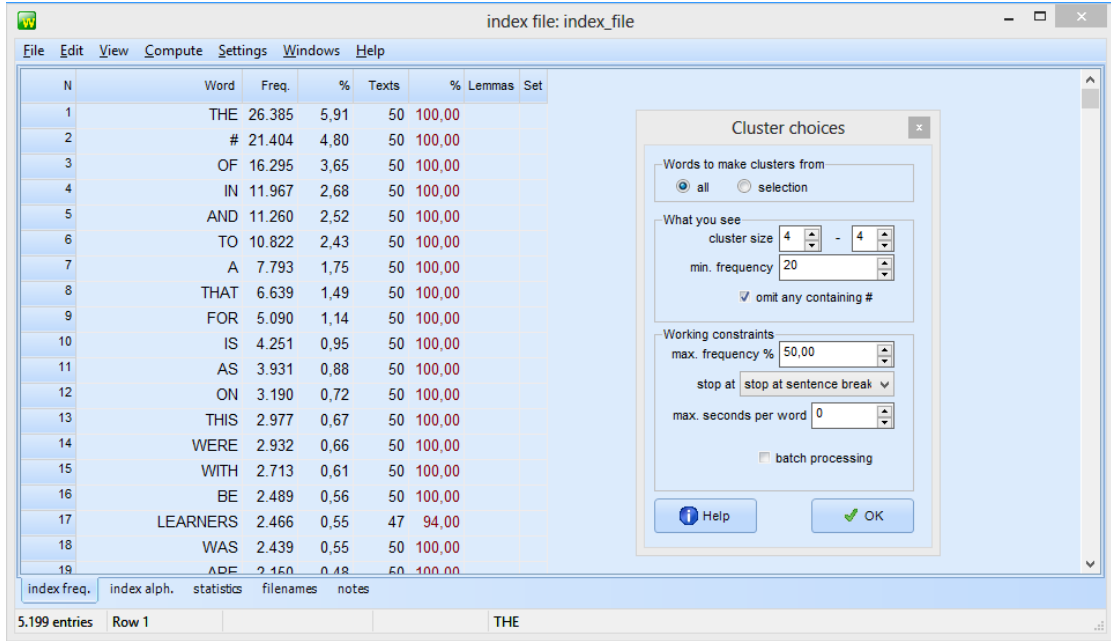 index file: index_file
File Edit View Compute Settings Windows Help
N Word Freq. % Texts % Lemmas Set
1 THE 26.385 5,91 50 100,00
2 # 21.404 4,80 50 100,00
3 OF 16.295 3,65 50 100,00
4 IN 11.967 2,68 50 100,00
5 AND 11.260 2,52 50 100,00
6 TO 10.822 2,43 50 100,00
7 A 7.793 1,75 50 100,00
8 THAT 6.639 1,49 50 100,00
9 FOR 5.090 1,14 50 100,00
10 IS 4.251 0,95 50 100,00
11 AS 3.931 0,88 50 100,00
12 ON 3.190 0,72 50 100,00
13 THIS 2.977 0,67 50 100,00
14 WERE 2.932 0,66 50 100,00
15 WITH 2.713 0,61 50 100,00
16 BE 2.489 0,56 50 100,00
17 LEARNERS 2.466 0,55 47 94,00
18 WAS 2.439 0,55 50 100,00
19 ARE 2.150 0,48 50 100,00
Cluster choices
Words to make clusters from
all selection
What you see
cluster size 4 - 4
min. frequency 20
omit any containing #
Working constraints
max. frequency % 50,00
stop at stop at sentence break
max. seconds per word 0
batch processing
Help OK
index freq. index alph. statistics filenames notes
5.199 entries Row 1 THE